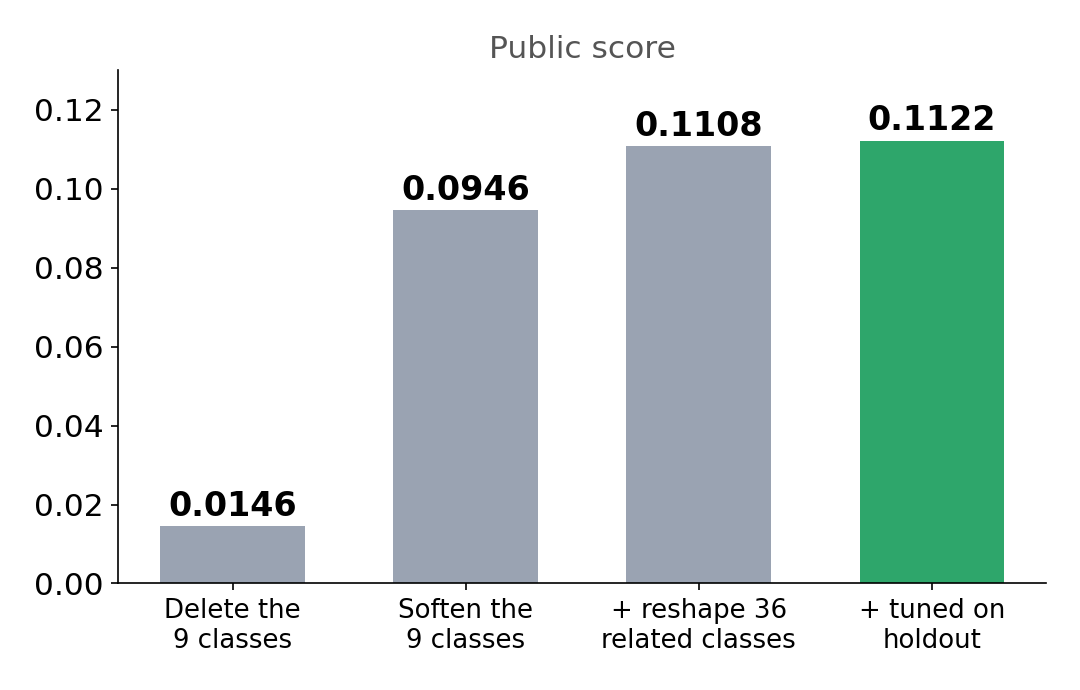 Public score
0.12
0.10
0.08
0.06
0.04
0.02
0.00
0.0146
0.0946
0.1108
0.1122
Delete the
9 classes
Soften the
9 classes
+ reshape 36
related classes
+ tuned on
holdout